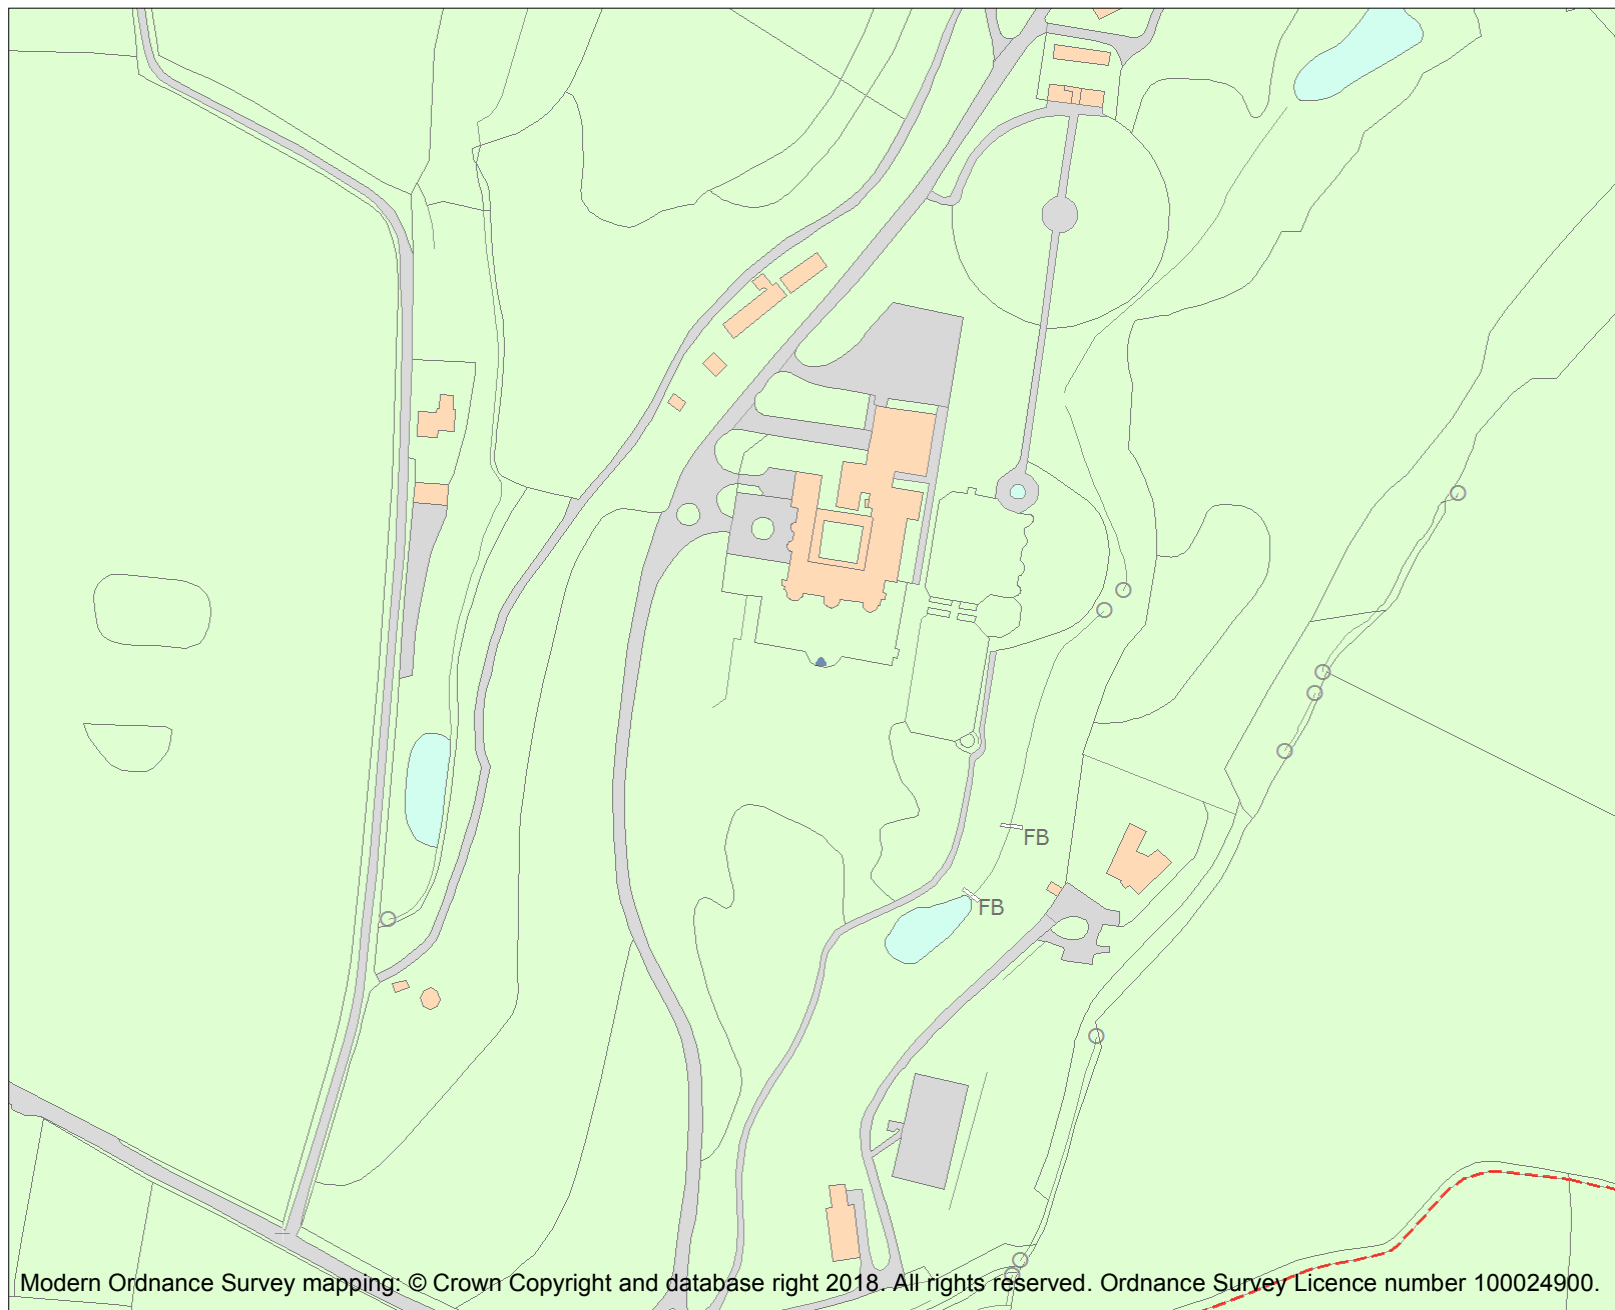 FB
FB
Modern Ordnance Survey mapping: © Crown Copyright and database right 2018. All rights reserved. Ordnance Survey Licence number 100024900.